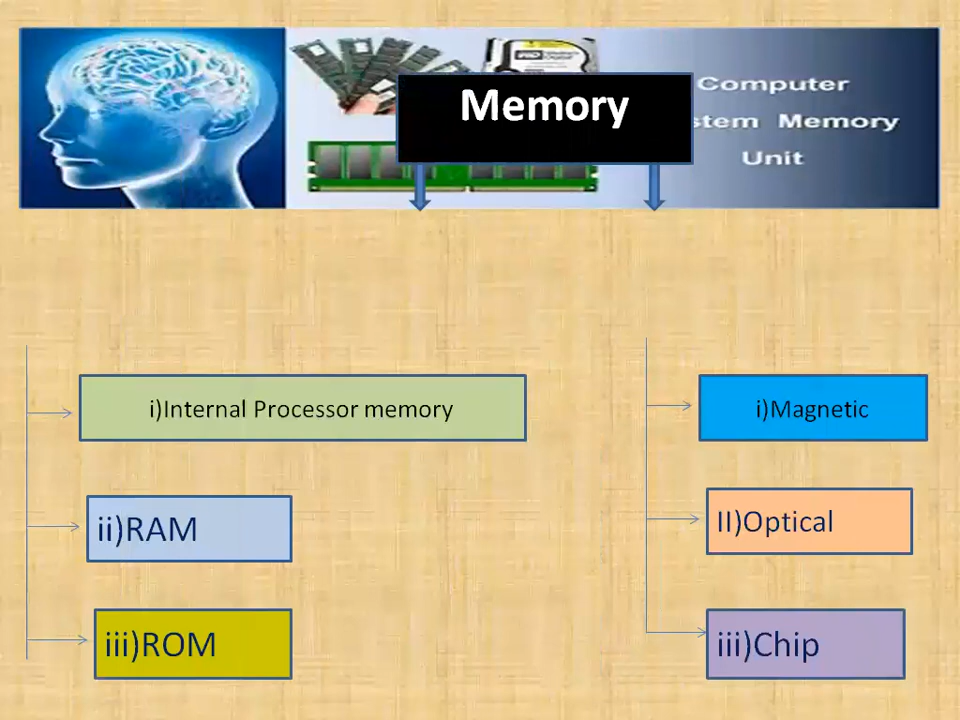 Memory
Computer
stem Memory
Unit
i)Internal Processor memory
i)Magnetic
ii)RAM
II)Optical
iii)ROM
iii)Chip